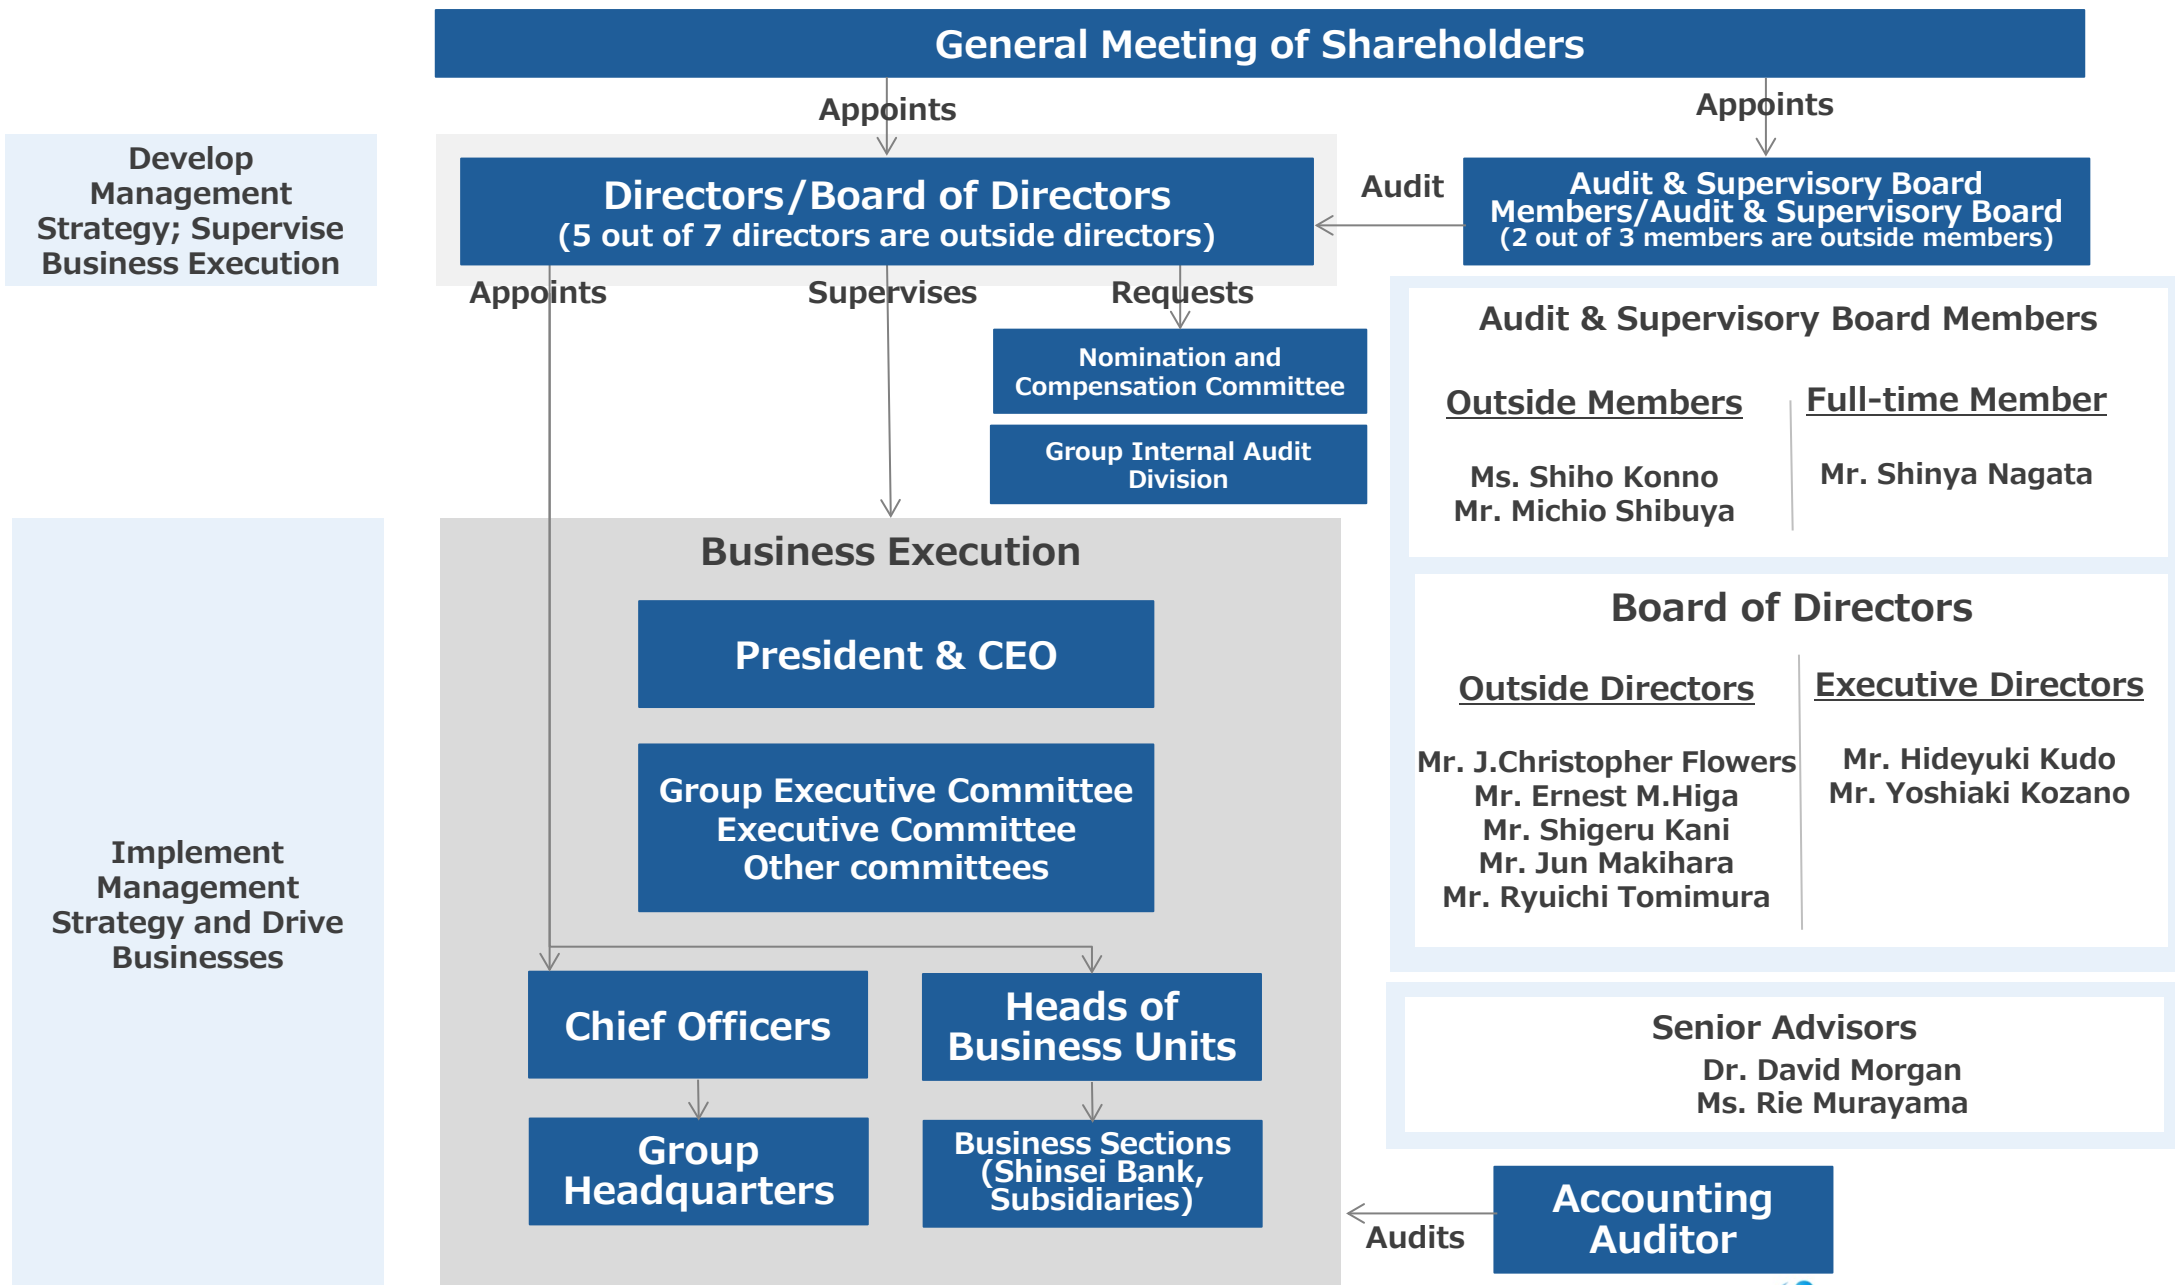 General Meeting of Shareholders
Appoints
Appoints
Develop
Management
Strategy; Supervise
Business Execution
Directors/Board of Directors
(5 out of 7 directors are outside directors)
Audit
Audit & Supervisory Board
Members/Audit & Supervisory Board
(2 out of 3 members are outside members)
Appoints
Supervises
Requests
Nomination and
Compensation Committee
Group Internal Audit
Division
Audit & Supervisory Board Members
Outside Members
Full-time Member
Ms. Shiho Konno
Mr. Michio Shibuya
Mr. Shinya Nagata
Implement
Management
Strategy and Drive
Businesses
Business Execution
President & CEO
Group Executive Committee
Executive Committee
Other committees
Chief Officers
Heads of
Business Units
Group
Headquarters
Business Sections
(Shinsei Bank,
Subsidiaries)
Board of Directors
Outside Directors
Executive Directors
Mr. J.Christopher Flowers
Mr. Ernest M.Higa
Mr. Shigeru Kani
Mr. Jun Makihara
Mr. Ryuichi Tomimura
Mr. Hideyuki Kudo
Mr. Yoshiaki Kozano
Senior Advisors
Dr. David Morgan
Ms. Rie Murayama
Audits
Accounting
Auditor